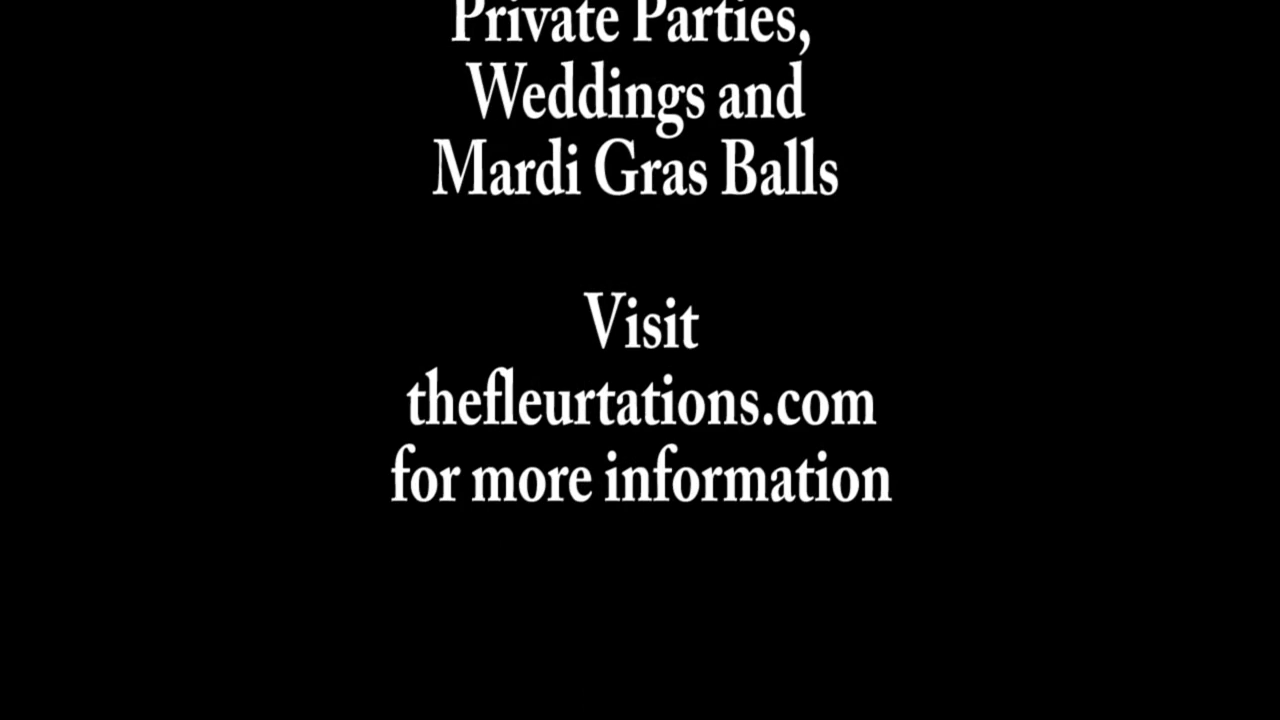 Private Parties,
Weddings and
Mardi Gras Balls
Visit
thefleurtations.com
for more information